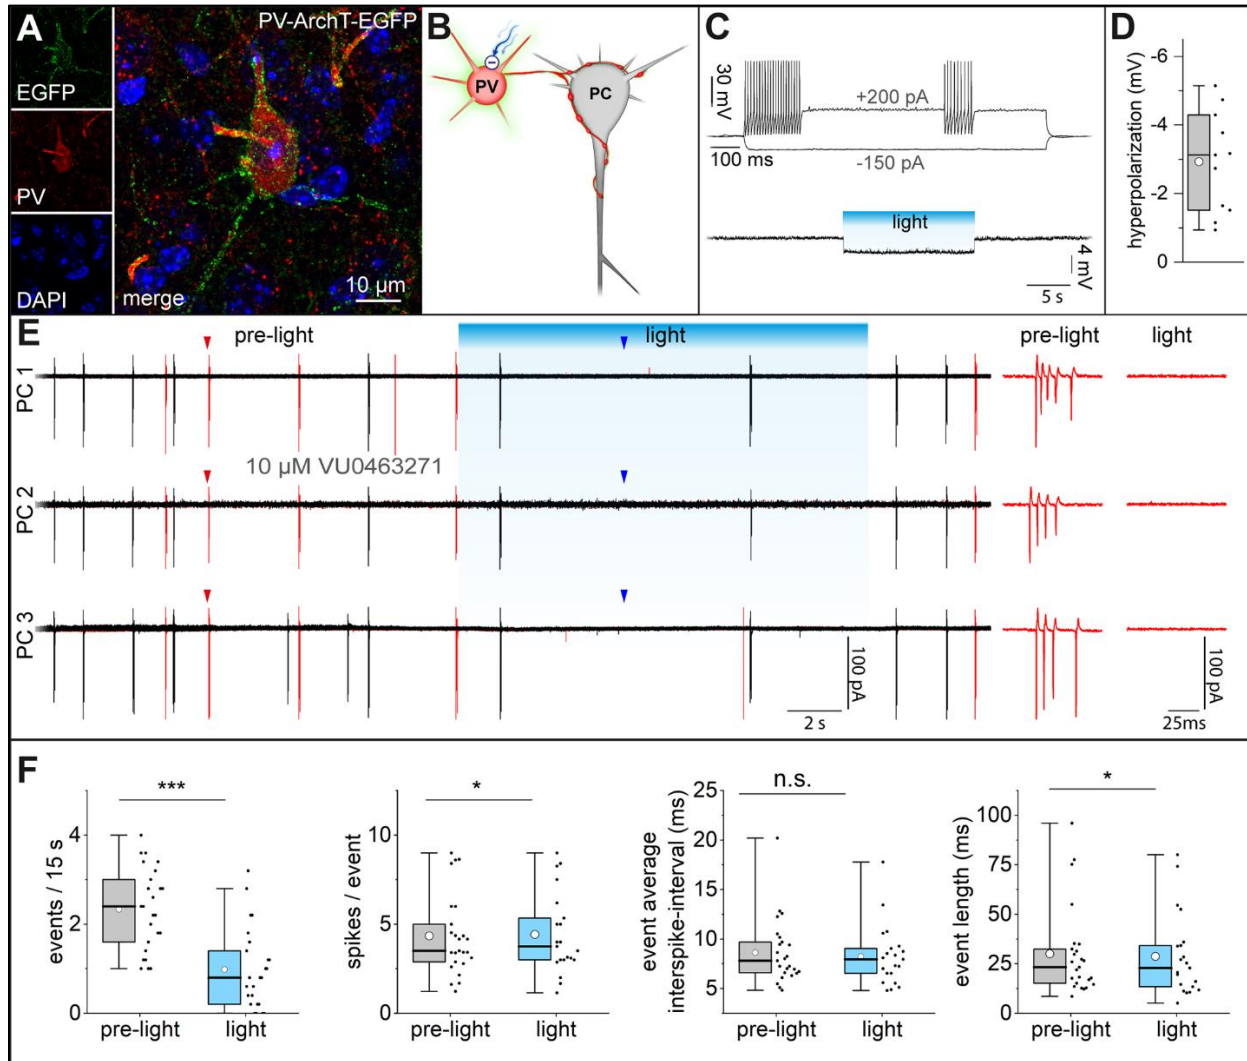 A
PV-ArchT-EGFP
EGFP
PV
DAPI
merge
10 µm
B
PV
PC
C
30 mV
+200 pA
100 ms
-150 pA
light
4 mV
5 s
D
hyperpolarization (mV)
-6
-4
-2
0
E
pre-light
light
pre-light
light
PC 1
10 µM VU0463271
PC 2
PC 3
100 pA
2 s
100 pA
25ms
F
events / 15 s
4
2
0
***
pre-light
light
spikes / event
10
5
0
*
pre-light
light
event average
interspike-interval (ms)
25
20
15
10
5
n.s.
pre-light
light
event length (ms)
100
75
50
25
0
*
pre-light
light